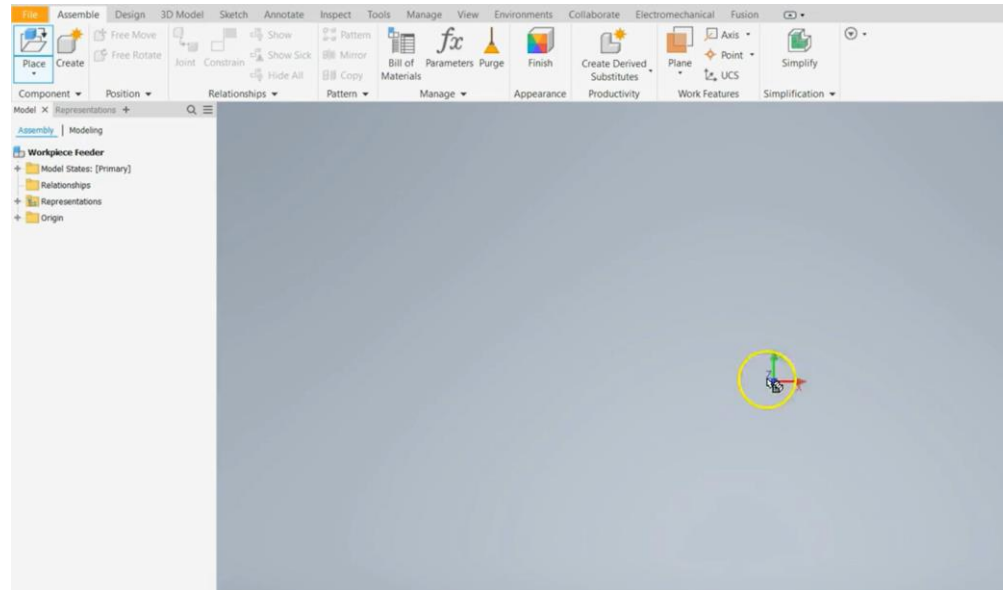 File Assemble Design 3D Model Sketch Annotate Inspect Tools Manage View Environments Collaborate Electromechanical Fusion
Place
Create
Free Move
Free Rotate
Joint
Constrain
Show
Show Sick
Hide All
Pattern
Mirror
Copy
Bill of
Materials
fx
Parameters
Purge
Finish
Create Derived
Substitutes
Plane
Axis
Point
UCS
Simplify
Component Position Relationships Pattern Manage Appearance Productivity Work Features Simplification
Model X Representations +
Assembly | Modeling
Workpiece Feeder
Model States: [Primary]
Relationships
Representations
Origin
Z
X